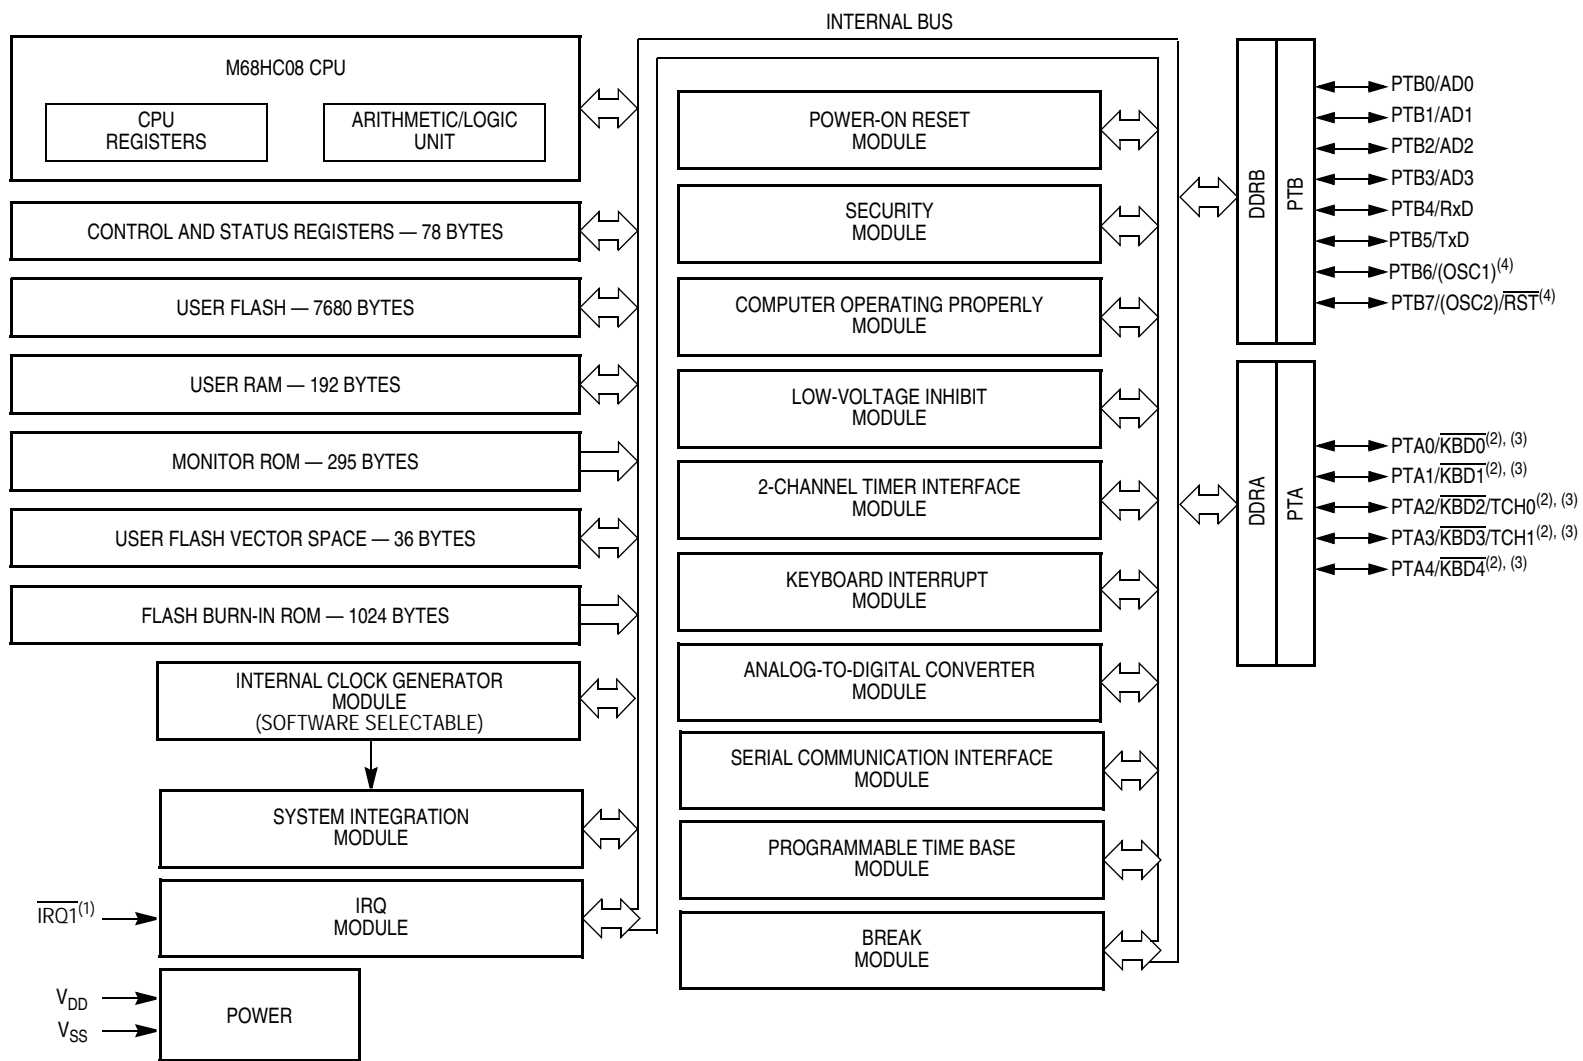 INTERNAL BUS
M68HC08 CPU
CPU
REGISTERS
ARITHMETIC/LOGIC
UNIT
CONTROL AND STATUS REGISTERS — 78 BYTES
USER FLASH — 7680 BYTES
USER RAM — 192 BYTES
MONITOR ROM — 295 BYTES
USER FLASH VECTOR SPACE — 36 BYTES
FLASH BURN-IN ROM — 1024 BYTES
INTERNAL CLOCK GENERATOR
MODULE
(SOFTWARE SELECTABLE)
SYSTEM INTEGRATION
MODULE
IRQ1(1)
IRQ
MODULE
VDD
VSS
POWER
POWER-ON RESET
MODULE
SECURITY
MODULE
COMPUTER OPERATING PROPERLY
MODULE
LOW-VOLTAGE INHIBIT
MODULE
2-CHANNEL TIMER INTERFACE
MODULE
KEYBOARD INTERRUPT
MODULE
ANALOG-TO-DIGITAL CONVERTER
MODULE
SERIAL COMMUNICATION INTERFACE
MODULE
PROGRAMMABLE TIME BASE
MODULE
BREAK
MODULE
DDRB
PTB
PTB0/AD0
PTB1/AD1
PTB2/AD2
PTB3/AD3
PTB4/RxD
PTB5/TxD
PTB6/(OSC1)(4)
PTB7/(OSC2)/RST(4)
DDRA
PTA
PTA0/KBD0(2), (3)
PTA1/KBD1(2), (3)
PTA2/KBD2/TCH0(2), (3)
PTA3/KBD3/TCH1(2), (3)
PTA4/KBD4(2), (3)